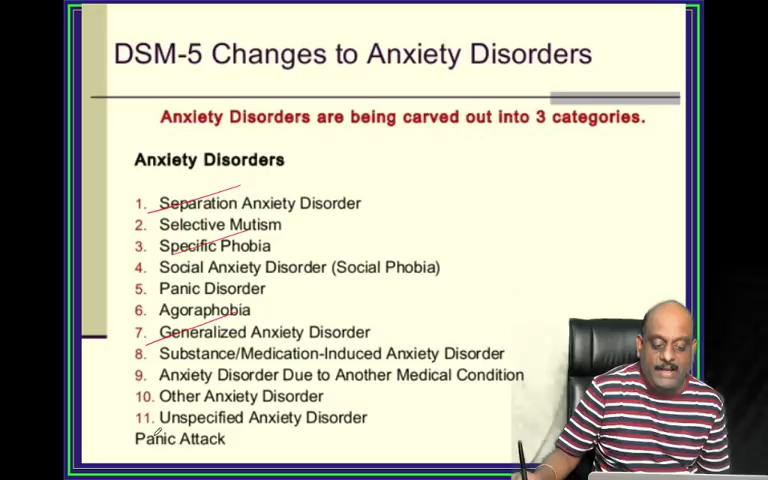 DSM-5 Changes to Anxiety Disorders
Anxiety Disorders are being carved out into 3 categories.
Anxiety Disorders
1. Separation Anxiety Disorder
2. Selective Mutism
3. Specific Phobia
4. Social Anxiety Disorder (Social Phobia)
5. Panic Disorder
6. Agoraphobia
7. Generalized Anxiety Disorder
8. Substance/Medication-Induced Anxiety Disorder
9. Anxiety Disorder Due to Another Medical Condition
10. Other Anxiety Disorder
11. Unspecified Anxiety Disorder
Panic Attack